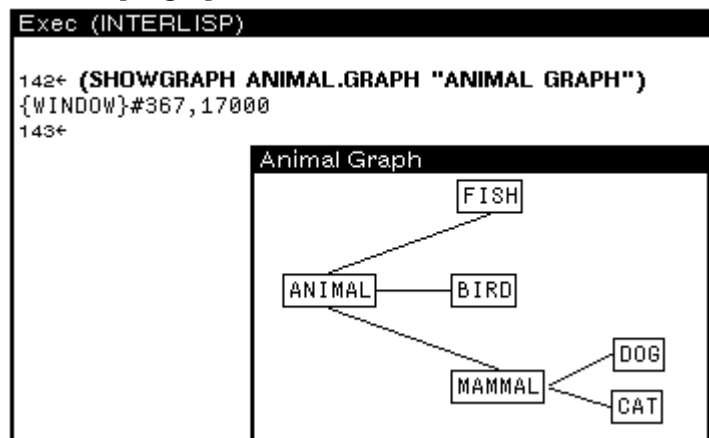 Exec (INTERLISP)
142← (SHOWGRAPH ANIMAL.GRAPH "ANIMAL GRAPH")
{WINDOW}#367,17000
143←
Animal Graph
FISH
ANIMAL
BIRD
DOG
MAMMAL
CAT